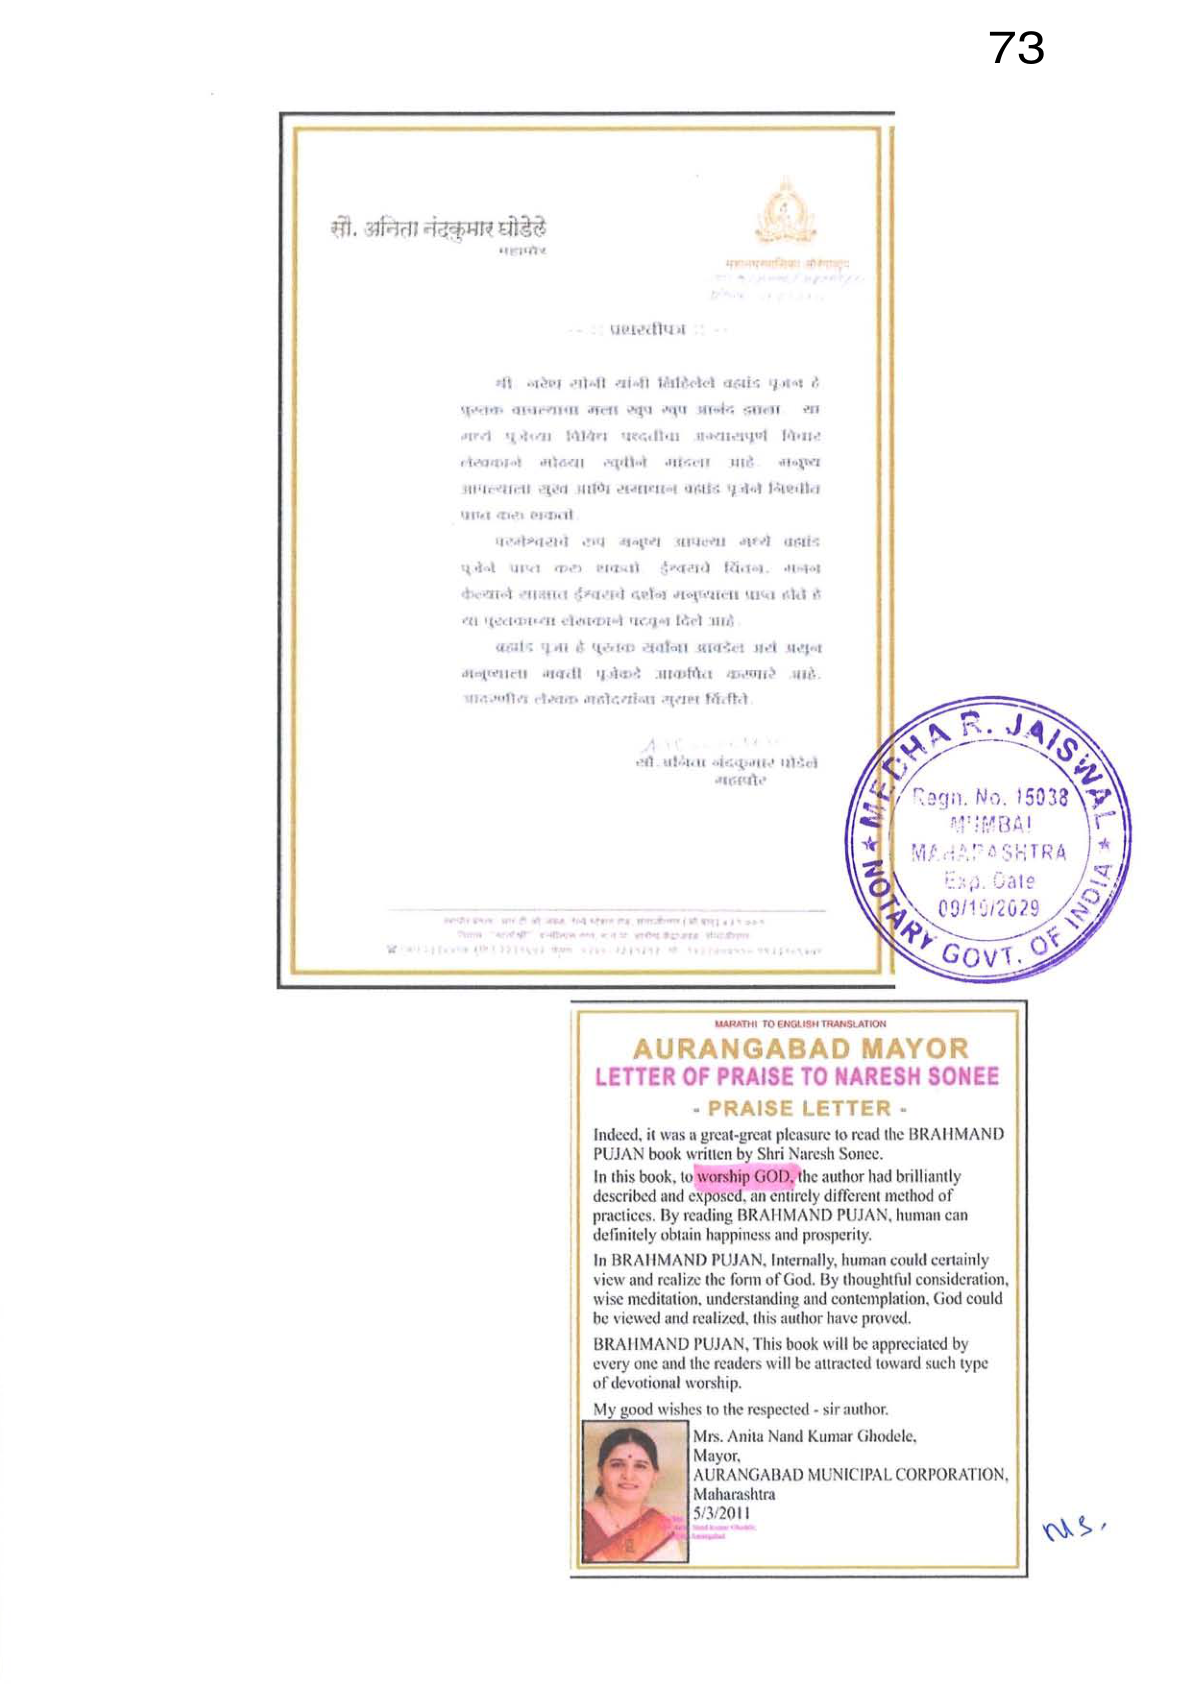 73
सौ. अनिता नंदकुमार घोडेले
महापौर
महानगरपालिका औरंगाबाद
प्रशस्तीपत्र
श्री. नरेश सोनी यांनी लिहिलेले ब्रह्मांड पूजन हे
पुस्तक वाचल्याचा मला खुप खुप आनंद झाला. या
मध्ये पूजेच्या विविध पध्दतीचा अभ्यासपूर्ण विचार
लेखकाने मोठया खुबीने मांडला आहे. मनुष्य
आपल्याला सुख आणि समाधान ब्रह्मांड पूजेने निश्चीत
प्राप्त करु शकतो.
परमेश्वराचे रुप मनुष्य आपल्या मध्ये ब्रह्मांड
पूजेने प्राप्त करु शकतो. ईश्वराचे चिंतन, मनन
केल्याने साक्षात ईश्वराचे दर्शन मनुष्याला प्राप्त होते हे
या पुस्तकाच्या लेखकाने पटवून दिले आहे.
ब्रह्मांड पूजा हे पुस्तक सर्वांना आवडेल असे असून
मनुष्याला भक्ती पूजेकडे आकर्षित करणारे आहे.
आदरणीय लेखक महोदयांना सुयश चिंतीते.
सौ. अनिता नंदकुमार घोडेले
महापौर
MEDHA R. JAISWAL
Regn. No. 15038
MUMBAI
MAHARASHTRA
Exp. Date
09/10/2029
NOTARY GOVT. OF INDIA
MARATHI TO ENGLISH TRANSLATION
AURANGABAD MAYOR
LETTER OF PRAISE TO NARESH SONEE
- PRAISE LETTER -
Indeed, it was a great-great pleasure to read the BRAHMAND
PUJAN book written by Shri Naresh Sonee.
In this book, to worship GOD, the author had brilliantly
described and exposed, an entirely different method of
practices. By reading BRAHMAND PUJAN, human can
definitely obtain happiness and prosperity.
In BRAHMAND PUJAN, Internally, human could certainly
view and realize the form of God. By thoughtful consideration,
wise meditation, understanding and contemplation, God could
be viewed and realized, this author have proved.
BRAHMAND PUJAN, This book will be appreciated by
every one and the readers will be attracted toward such type
of devotional worship.
My good wishes to the respected - sir author.
Mrs. Anita Nand Kumar Ghodele,
Mayor,
AURANGABAD MUNICIPAL CORPORATION,
Maharashtra
5/3/2011